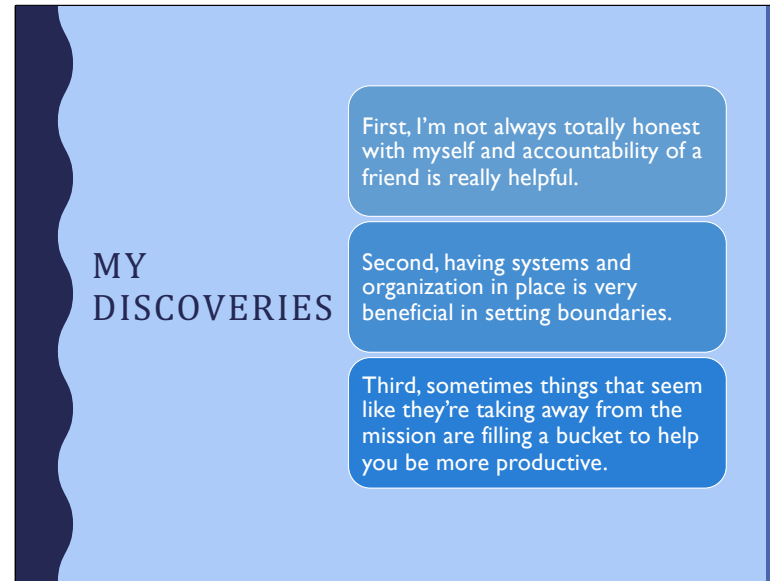 MY
DISCOVERIES
First, I’m not always totally honest
with myself and accountability of a
friend is really helpful.
Second, having systems and
organization in place is very
beneficial in setting boundaries.
Third, sometimes things that seem
like they’re taking away from the
mission are filling a bucket to help
you be more productive.